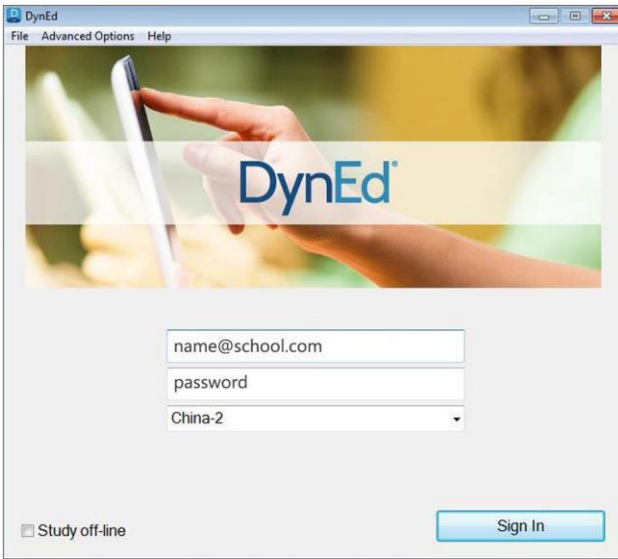 DynEd
File Advanced Options Help
DynEd®
name@school.com
password
China-2
Study off-line
Sign In